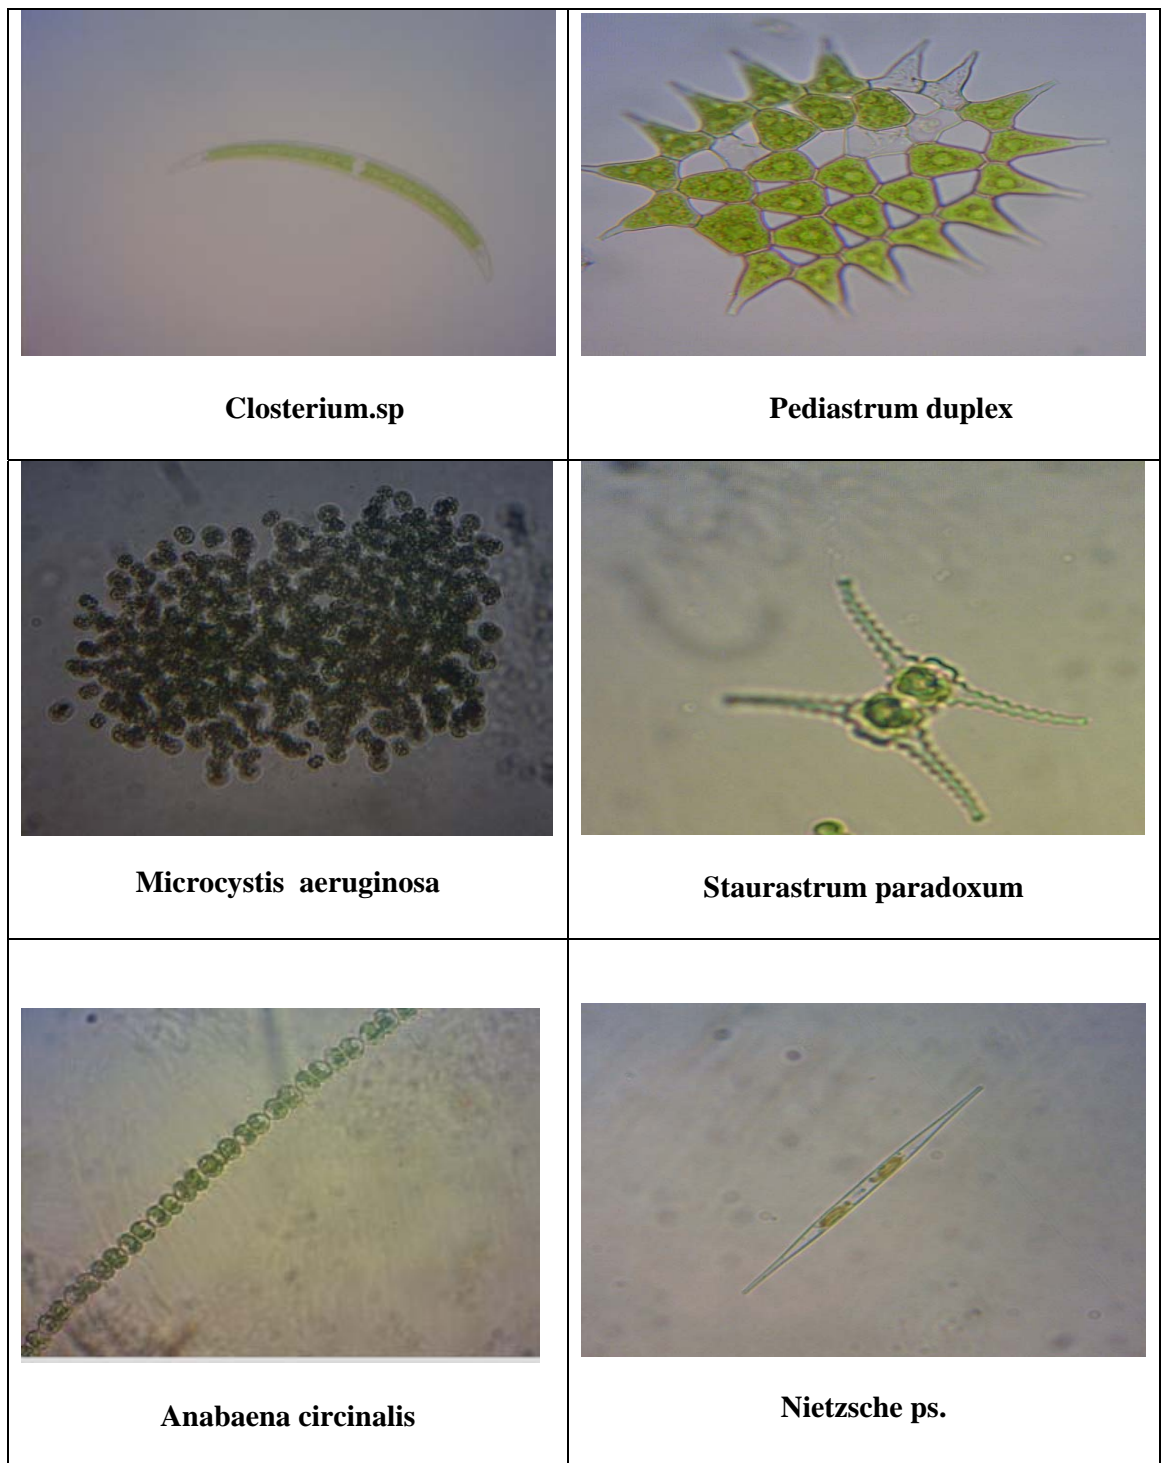 Closterium.sp
Pediastrum duplex
Microcystis  aeruginosa
Staurastrum paradoxum
Anabaena circinalis
Nietzsche ps.